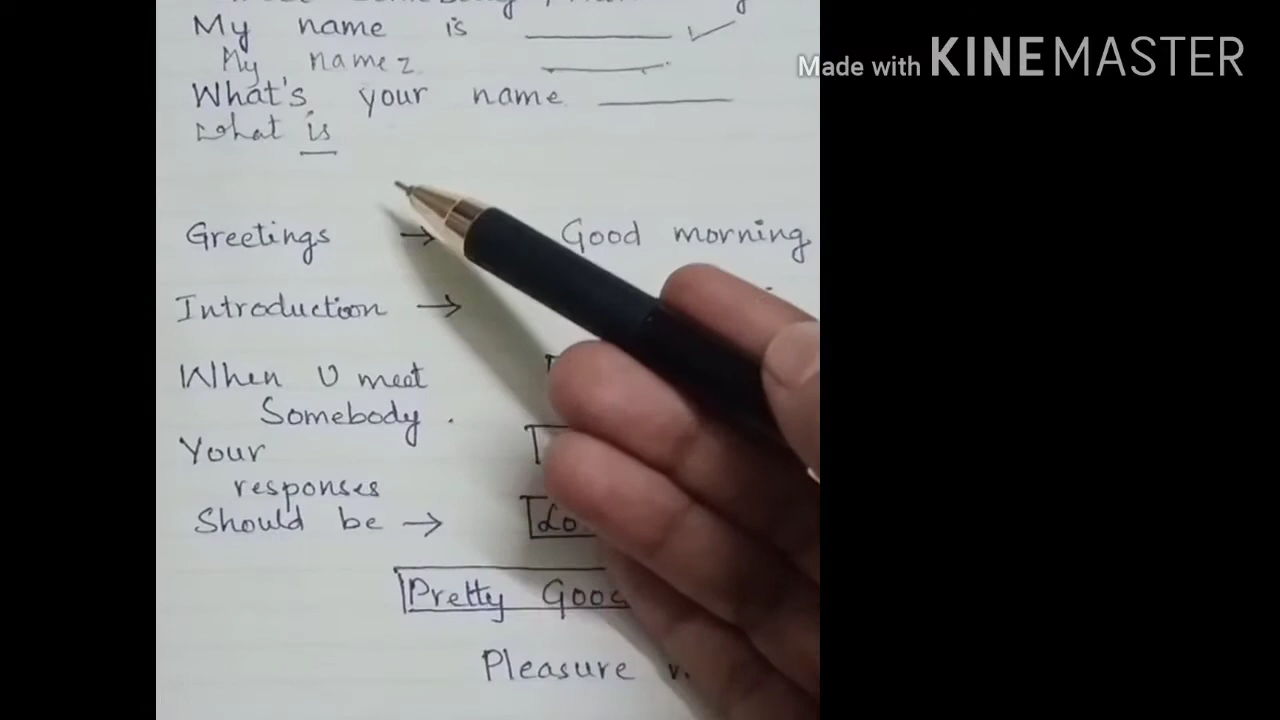 My name is
Made with KINEMASTER
My namez
What's your name
what is
Greetings → Good morning
Introduction →
When U meet
Somebody .
Your
responses
Should be →
Pretty Good
Pleasure